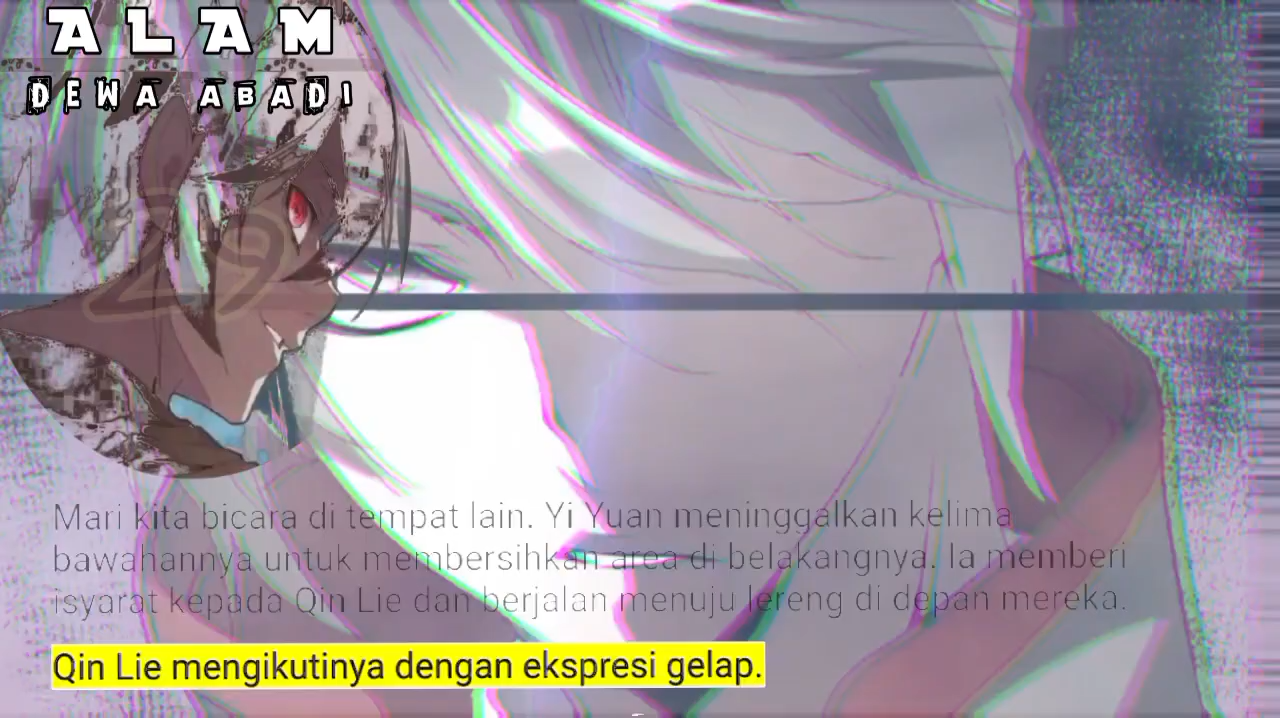 ALAM
DEWA ABADI
29
Mari kita bicara di tempat lain. Yi Yuan meninggalkan kelima
bawahannya untuk membersihkan area di belakangnya. Ia memberi
isyarat kepada Qin Lie dan berjalan menuju lereng di depan mereka.
Qin Lie mengikutinya dengan ekspresi gelap.